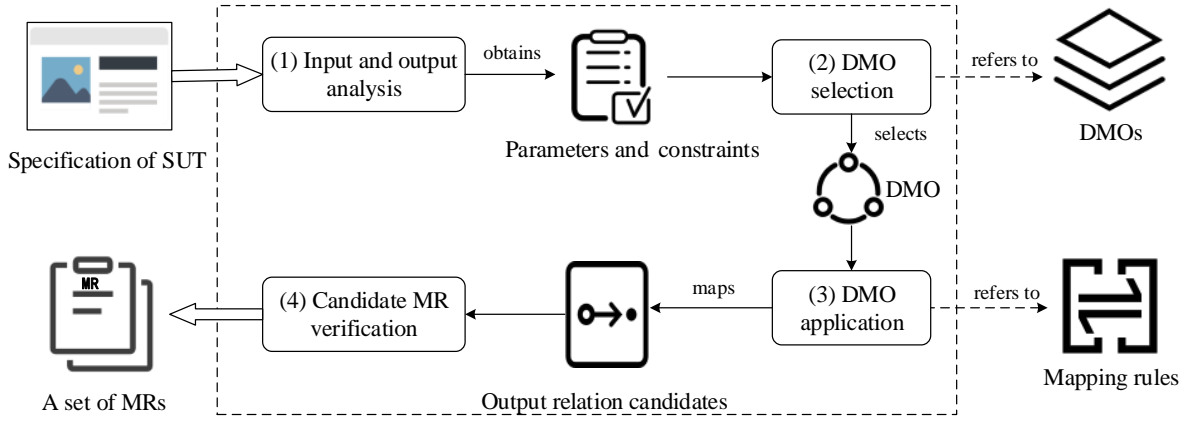 Specification of SUT
(1) Input and output
analysis
obtains
Parameters and constraints
(2) DMO
selection
refers to
DMOs
selects
DMO
(3) DMO
application
refers to
Mapping rules
maps
Output relation candidates
(4) Candidate MR
verification
MR
A set of MRs